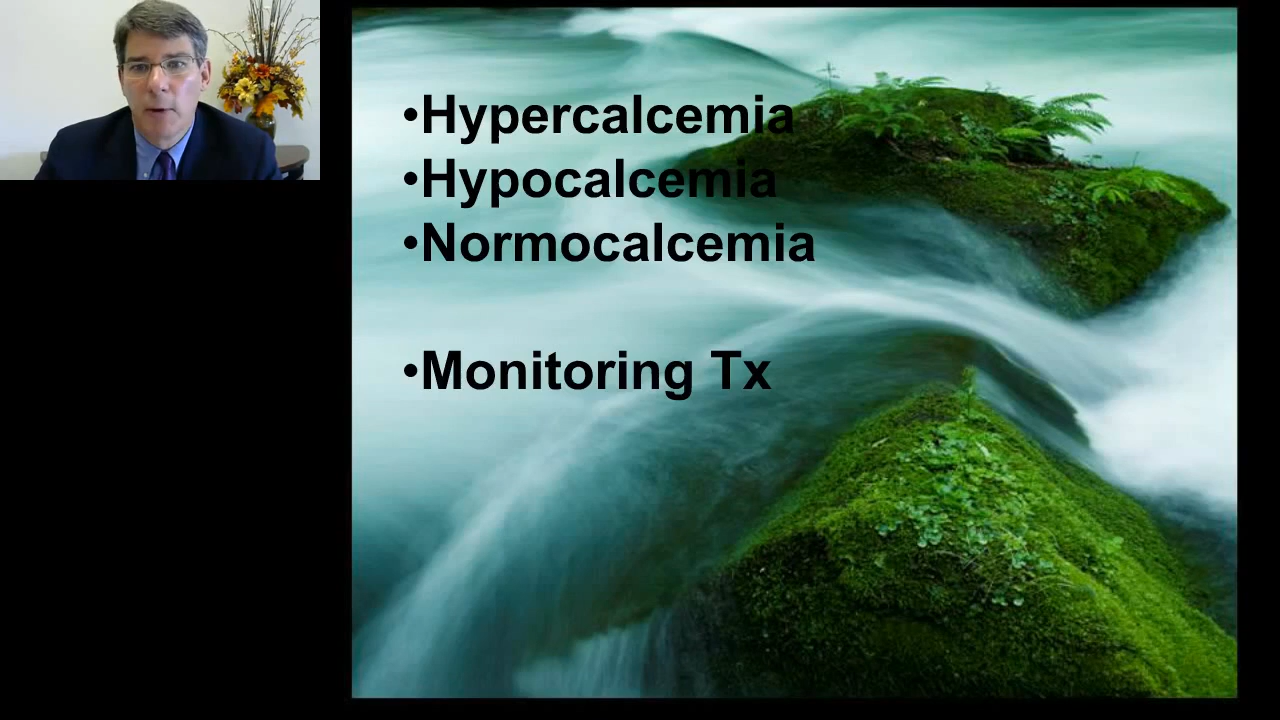 •Hypercalcemia
•Hypocalcemia
•Normocalcemia
•Monitoring Tx